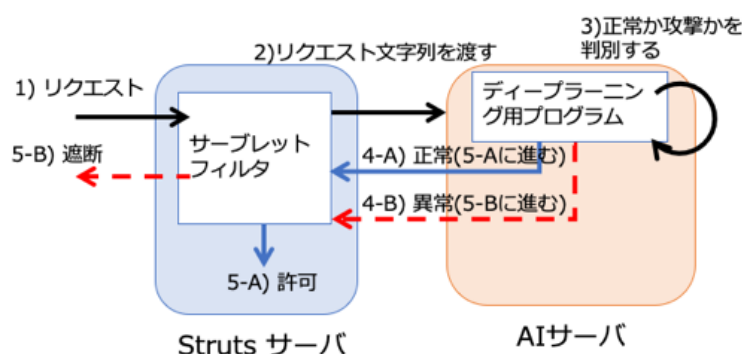 3)正常か攻撃かを
判別する
2)リクエスト文字列を渡す
1) リクエスト
ディープラーニン
グ用プログラム
サーブレット
フィルタ
5-B) 遮断
4-A) 正常(5-Aに進む)
4-B) 異常(5-Bに進む)
5-A) 許可
Struts サーバ
AIサーバ